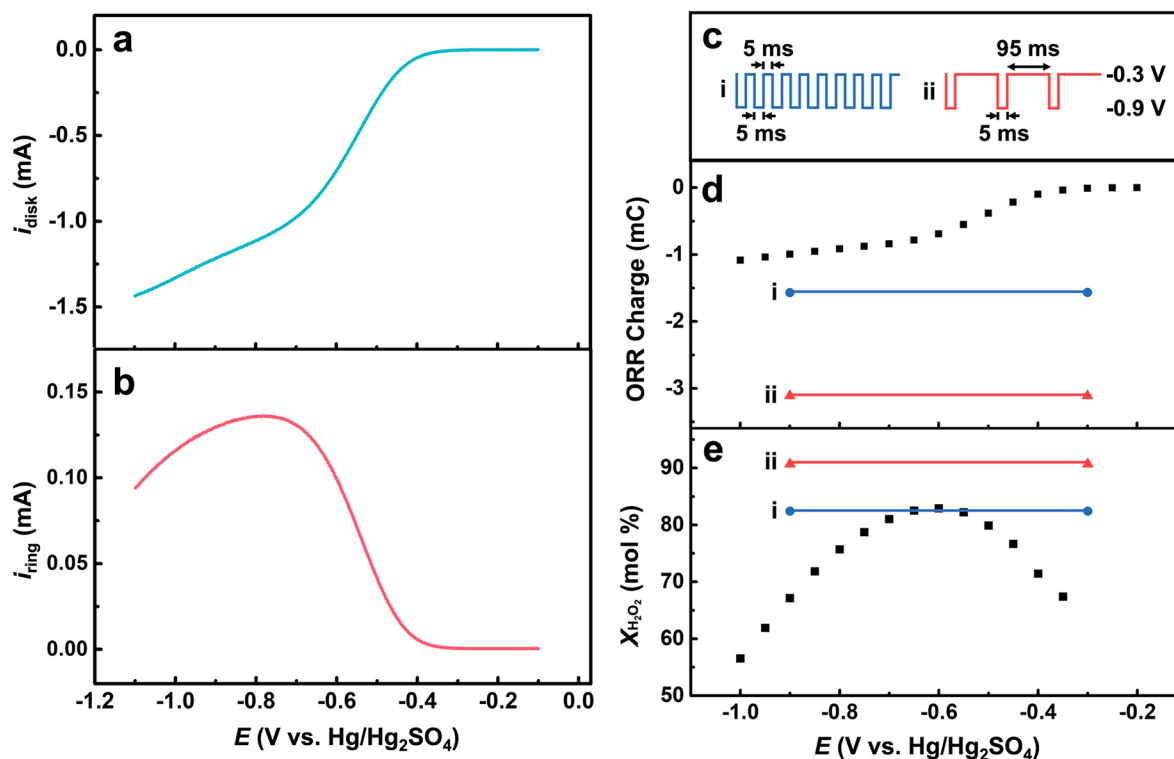 a
0.0
-0.5
-1.0
-1.5
i_disk (mA)
b
0.15
0.10
0.05
0.00
i_ring (mA)
-1.2 -1.0 -0.8 -0.6 -0.4 -0.2 0.0
E (V vs. Hg/Hg₂SO₄)
c
5 ms
i
5 ms
95 ms
ii
5 ms
-0.3 V
-0.9 V
d
0
-1
-2
-3
ORR Charge (mC)
i
ii
e
90
80
70
60
50
X_H₂O₂ (mol %)
ii
i
-1.0 -0.8 -0.6 -0.4 -0.2
E (V vs. Hg/Hg₂SO₄)